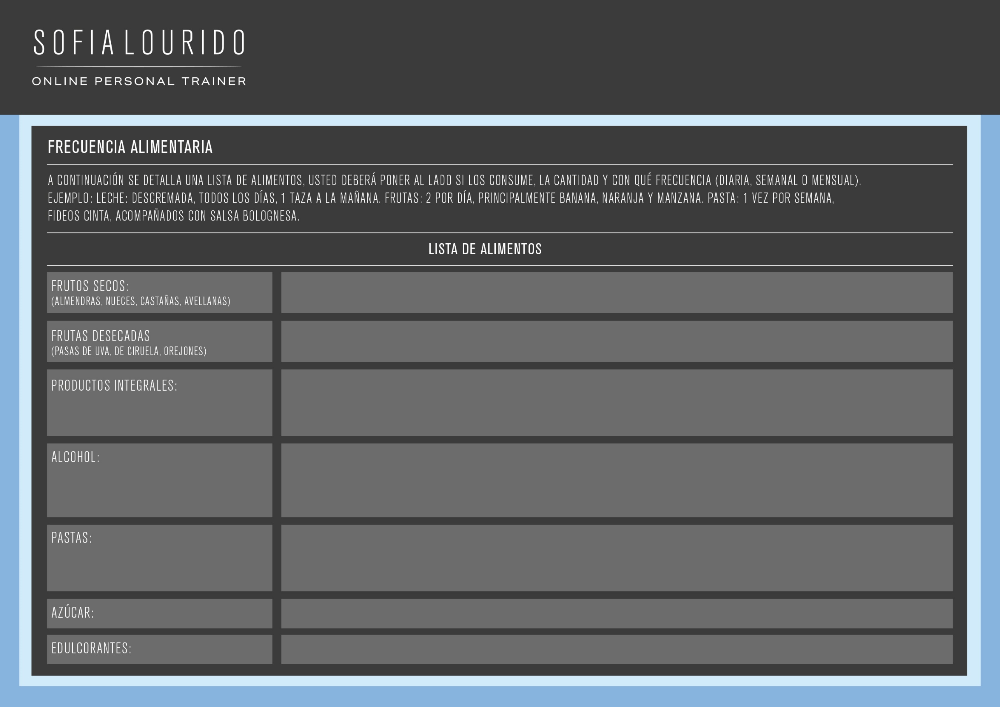 SOFIA LOURIDO
ONLINE PERSONAL TRAINER
FRECUENCIA ALIMENTARIA
A CONTINUACIÓN SE DETALLA UNA LISTA DE ALIMENTOS, USTED DEBERÁ PONER AL LADO SI LOS CONSUME, LA CANTIDAD Y CON QUÉ FRECUENCIA (DIARIA, SEMANAL O MENSUAL).
EJEMPLO: LECHE: DESCREMADA, TODOS LOS DÍAS, 1 TAZA A LA MAÑANA. FRUTAS: 2 POR DÍA, PRINCIPALMENTE BANANA, NARANJA Y MANZANA. PASTA: 1 VEZ POR SEMANA,
FIDEOS CINTA, ACOMPAÑADOS CON SALSA BOLOGNESA.
LISTA DE ALIMENTOS
FRUTOS SECOS:
(ALMENDRAS, NUECES, CASTAÑAS, AVELLANAS)
FRUTAS DESECADAS
(PASAS DE UVA, DE CIRUELA, OREJONES)
PRODUCTOS INTEGRALES:
ALCOHOL:
PASTAS:
AZÚCAR:
EDULCORANTES: